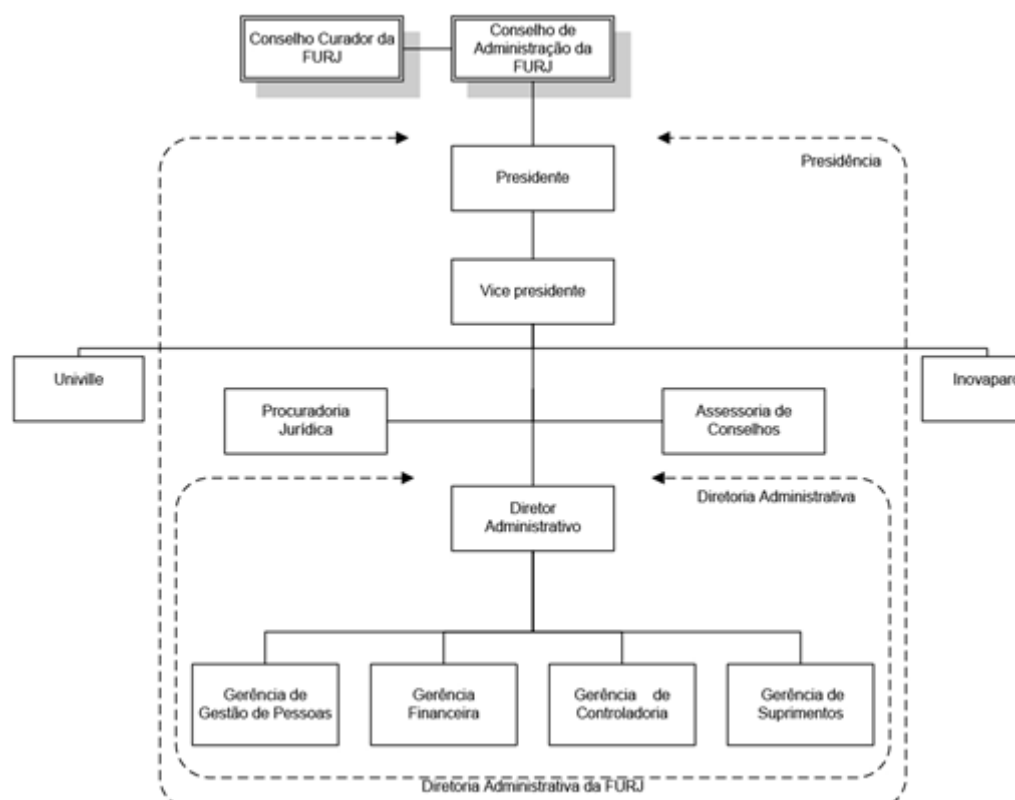 Conselho Curador da
FURJ
Conselho de
Administração da
FURJ
Presidência
Presidente
Vice presidente
Univille
Inovaparq
Procuradoria
Jurídica
Assessoria de
Conselhos
Diretoria Administrativa
Diretor
Administrativo
Gerência de
Gestão de Pessoas
Gerência
Financeira
Gerência de
Controladoria
Gerência de
Suprimentos
Diretoria Administrativa da FURJ